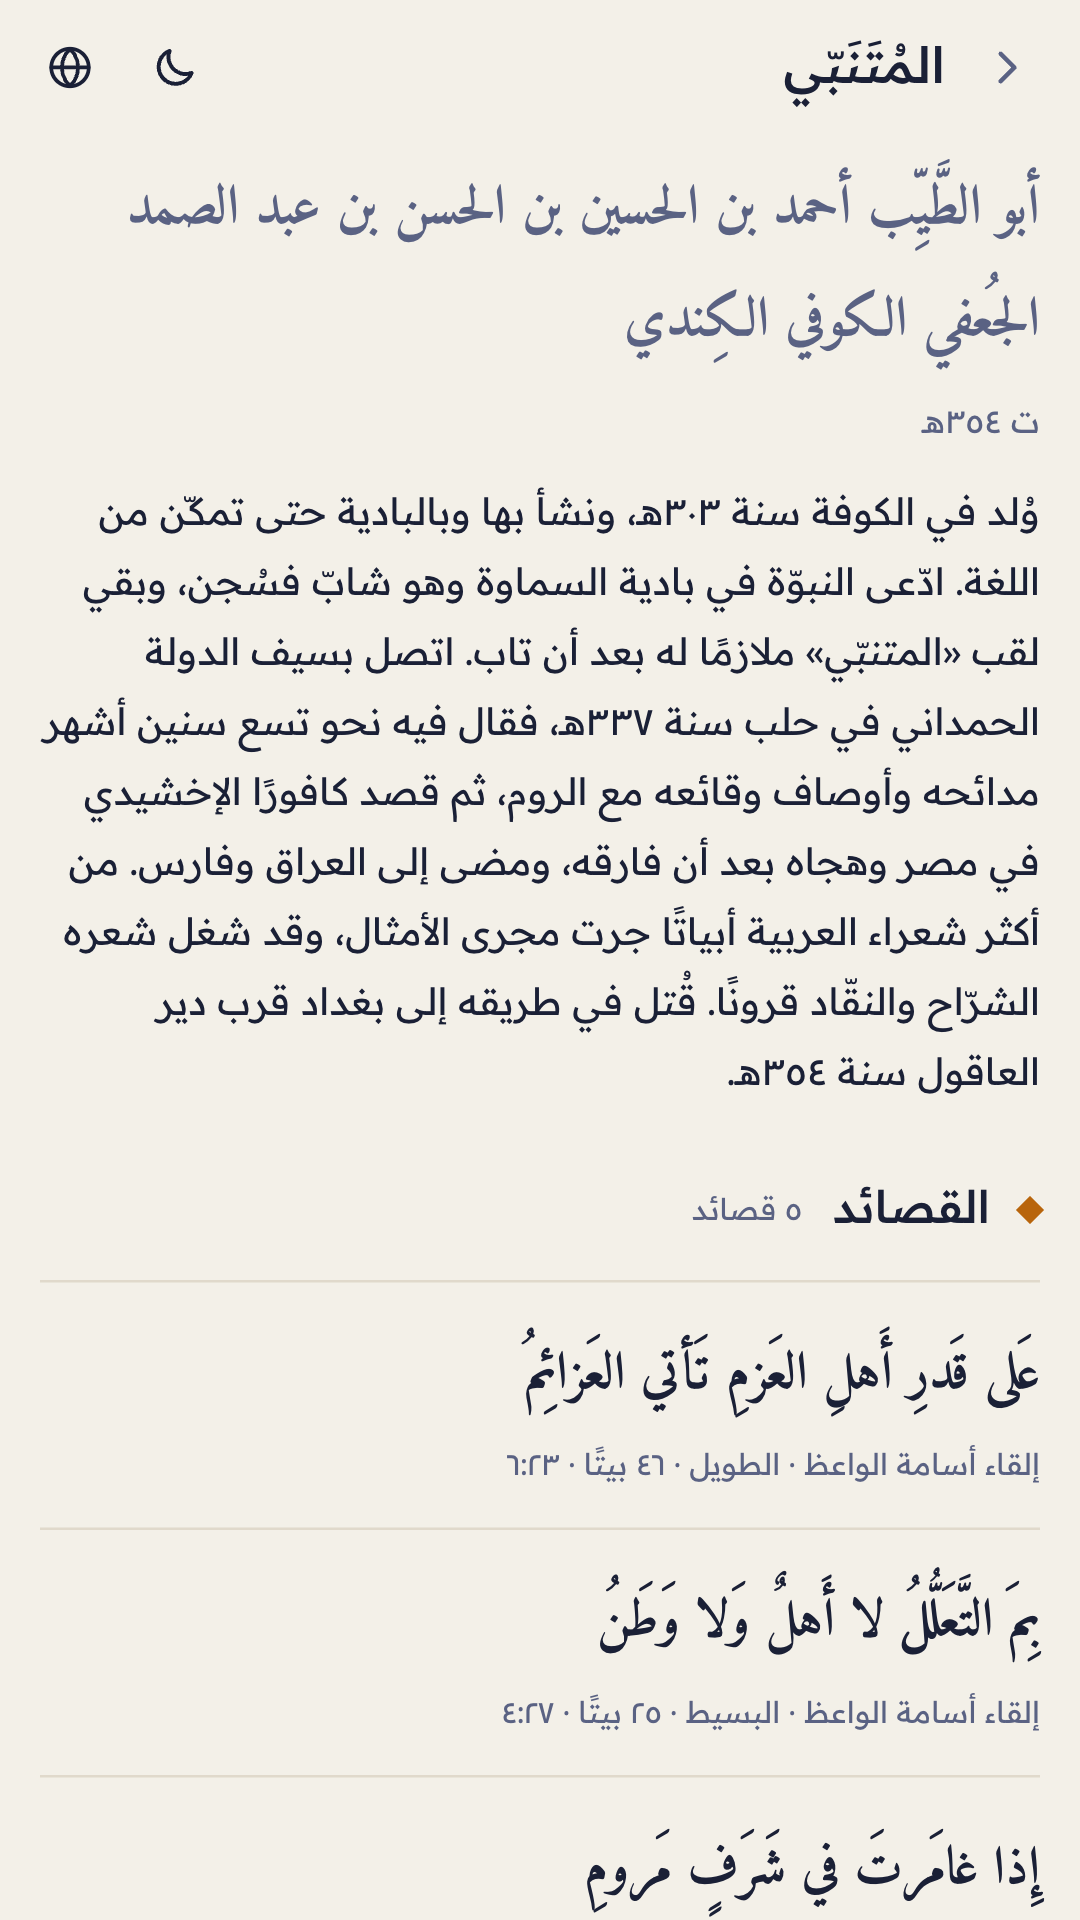 المُتَنَبّي
أبو الطَّيِّب أحمد بن الحسين بن الحسن بن عبد الصمد
الجُعفي الكوفي الكِندي
ت ٣٥٤هـ
وُلد في الكوفة سنة ٣٠٣هـ، ونشأ بها وبالبادية حتى تمكّن من
اللغة. ادّعى النبوّة في بادية السماوة وهو شابّ فسُجن، وبقي
لقب «المتنبّي» ملازمًا له بعد أن تاب. اتصل بسيف الدولة
الحمداني في حلب سنة ٣٣٧هـ، فقال فيه نحو تسع سنين أشهر
مدائحه وأوصاف وقائعه مع الروم، ثم قصد كافورًا الإخشيدي
في مصر وهجاه بعد أن فارقه، ومضى إلى العراق وفارس. من
أكثر شعراء العربية أبياتًا جرت مجرى الأمثال، وقد شغل شعره
الشرّاح والنقّاد قرونًا. قُتل في طريقه إلى بغداد قرب دير
العاقول سنة ٣٥٤هـ.
القصائد ٥ قصائد
عَلى قَدرِ أَهلِ العَزمِ تَأتي العَزائِمُ
إلقاء أسامة الواعظ · الطويل · ٤٦ بيتًا · ٦:٢٣
بِمَ التَّعَلُّلُ لا أَهلٌ وَلا وَطَنُ
إلقاء أسامة الواعظ · البسيط · ٢٥ بيتًا · ٤:٢٧
إِذا غامَرتَ في شَرَفٍ مَرومِ